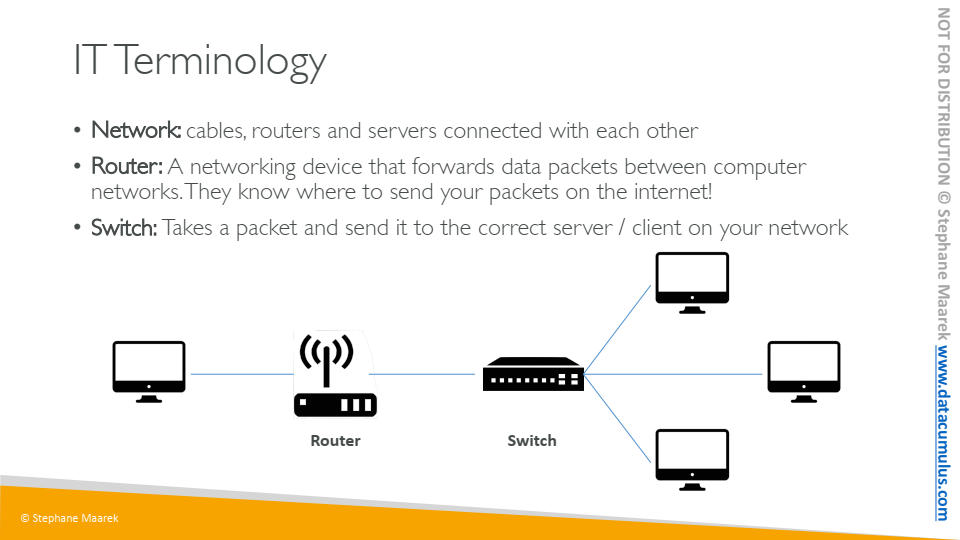 IT Terminology
• Network: cables, routers and servers connected with each other
• Router: A networking device that forwards data packets between computer
networks. They know where to send your packets on the internet!
• Switch: Takes a packet and send it to the correct server / client on your network
Router
Switch
© Stephane Maarek
NOT FOR DISTRIBUTION © Stephane Maarek www.datacumulus.com